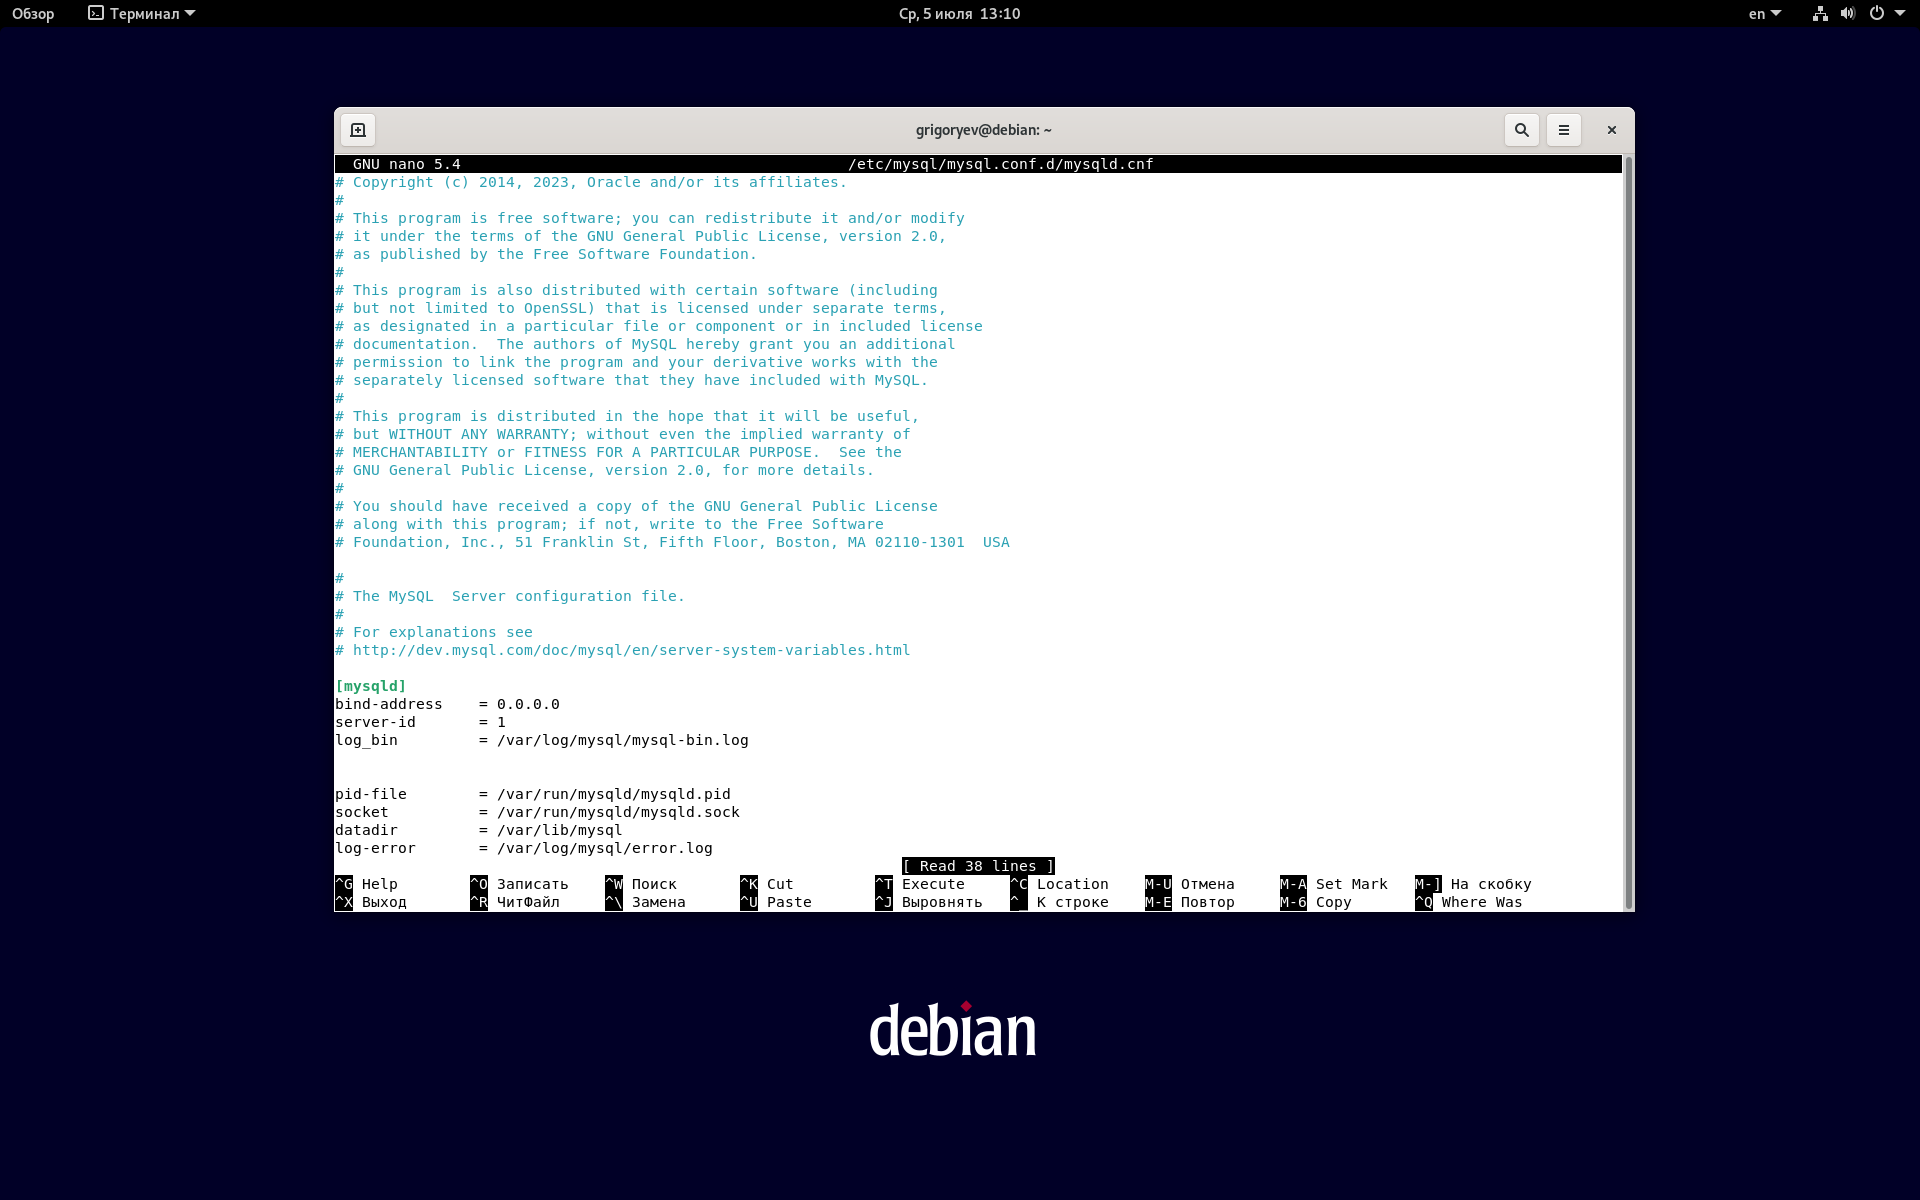 Обзор Терминал Ср, 5 июля 13:10 en
grigoryev@debian: ~
GNU nano 5.4 /etc/mysql/mysql.conf.d/mysqld.cnf
# Copyright (c) 2014, 2023, Oracle and/or its affiliates.
#
# This program is free software; you can redistribute it and/or modify
# it under the terms of the GNU General Public License, version 2.0,
# as published by the Free Software Foundation.
#
# This program is also distributed with certain software (including
# but not limited to OpenSSL) that is licensed under separate terms,
# as designated in a particular file or component or in included license
# documentation.  The authors of MySQL hereby grant you an additional
# permission to link the program and your derivative works with the
# separately licensed software that they have included with MySQL.
#
# This program is distributed in the hope that it will be useful,
# but WITHOUT ANY WARRANTY; without even the implied warranty of
# MERCHANTABILITY or FITNESS FOR A PARTICULAR PURPOSE.  See the
# GNU General Public License, version 2.0, for more details.
#
# You should have received a copy of the GNU General Public License
# along with this program; if not, write to the Free Software
# Foundation, Inc., 51 Franklin St, Fifth Floor, Boston, MA 02110-1301  USA
#
# The MySQL  Server configuration file.
#
# For explanations see
# http://dev.mysql.com/doc/mysql/en/server-system-variables.html
[mysqld]
bind-address    = 0.0.0.0
server-id       = 1
log_bin         = /var/log/mysql/mysql-bin.log
pid-file        = /var/run/mysqld/mysqld.pid
socket          = /var/run/mysqld/mysqld.sock
datadir         = /var/lib/mysql
log-error       = /var/log/mysql/error.log
[ Read 38 lines ]
^G Help ^O Записать ^W Поиск ^K Cut ^T Execute ^C Location M-U Отмена M-A Set Mark M-] На скобку
^X Выход ^R ЧитФайл ^\ Замена ^U Paste ^J Выровнять ^_ К строке M-E Повтор M-6 Copy ^Q Where Was
debian